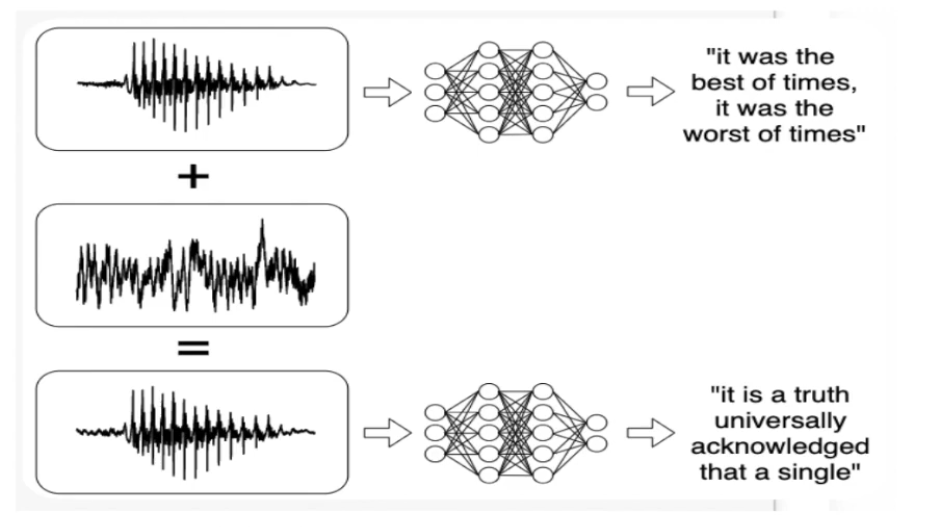 "it was the
best of times,
it was the
worst of times"
+
=
"it is a truth
universally
acknowledged
that a single"